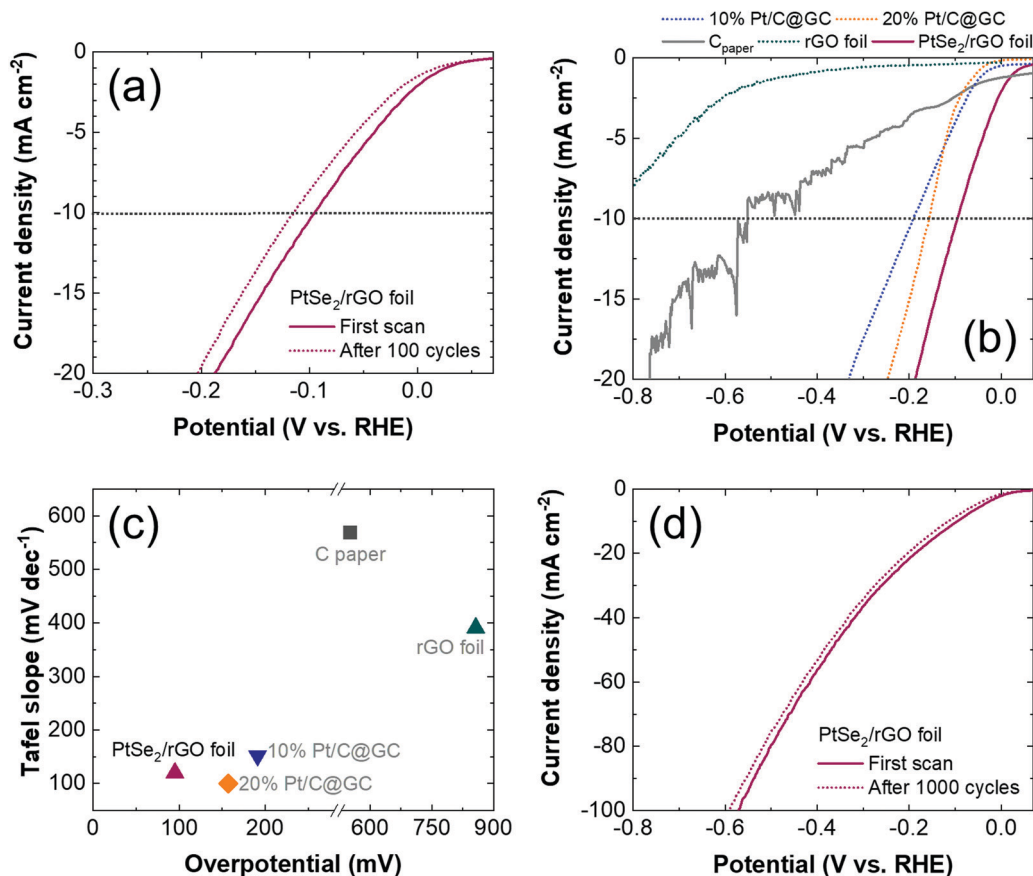 (a)
0
-5
-10
-15
-20
-0.3 -0.2 -0.1 0.0
Current density (mA cm⁻²)
Potential (V vs. RHE)
PtSe₂/rGO foil
First scan
After 100 cycles
10% Pt/C@GC 20% Pt/C@GC
C_paper rGO foil PtSe₂/rGO foil
(b)
0
-5
-10
-15
-20
-0.8 -0.6 -0.4 -0.2 0.0
Current density (mA cm⁻²)
Potential (V vs. RHE)
(c)
600
500
400
300
200
100
0 100 200 600 750 900
Tafel slope (mV dec⁻¹)
Overpotential (mV)
C paper
rGO foil
PtSe₂/rGO foil
10% Pt/C@GC
20% Pt/C@GC
(d)
0
-20
-40
-60
-80
-100
-0.8 -0.6 -0.4 -0.2 0.0
Current density (mA cm⁻²)
Potential (V vs. RHE)
PtSe₂/rGO foil
First scan
After 1000 cycles